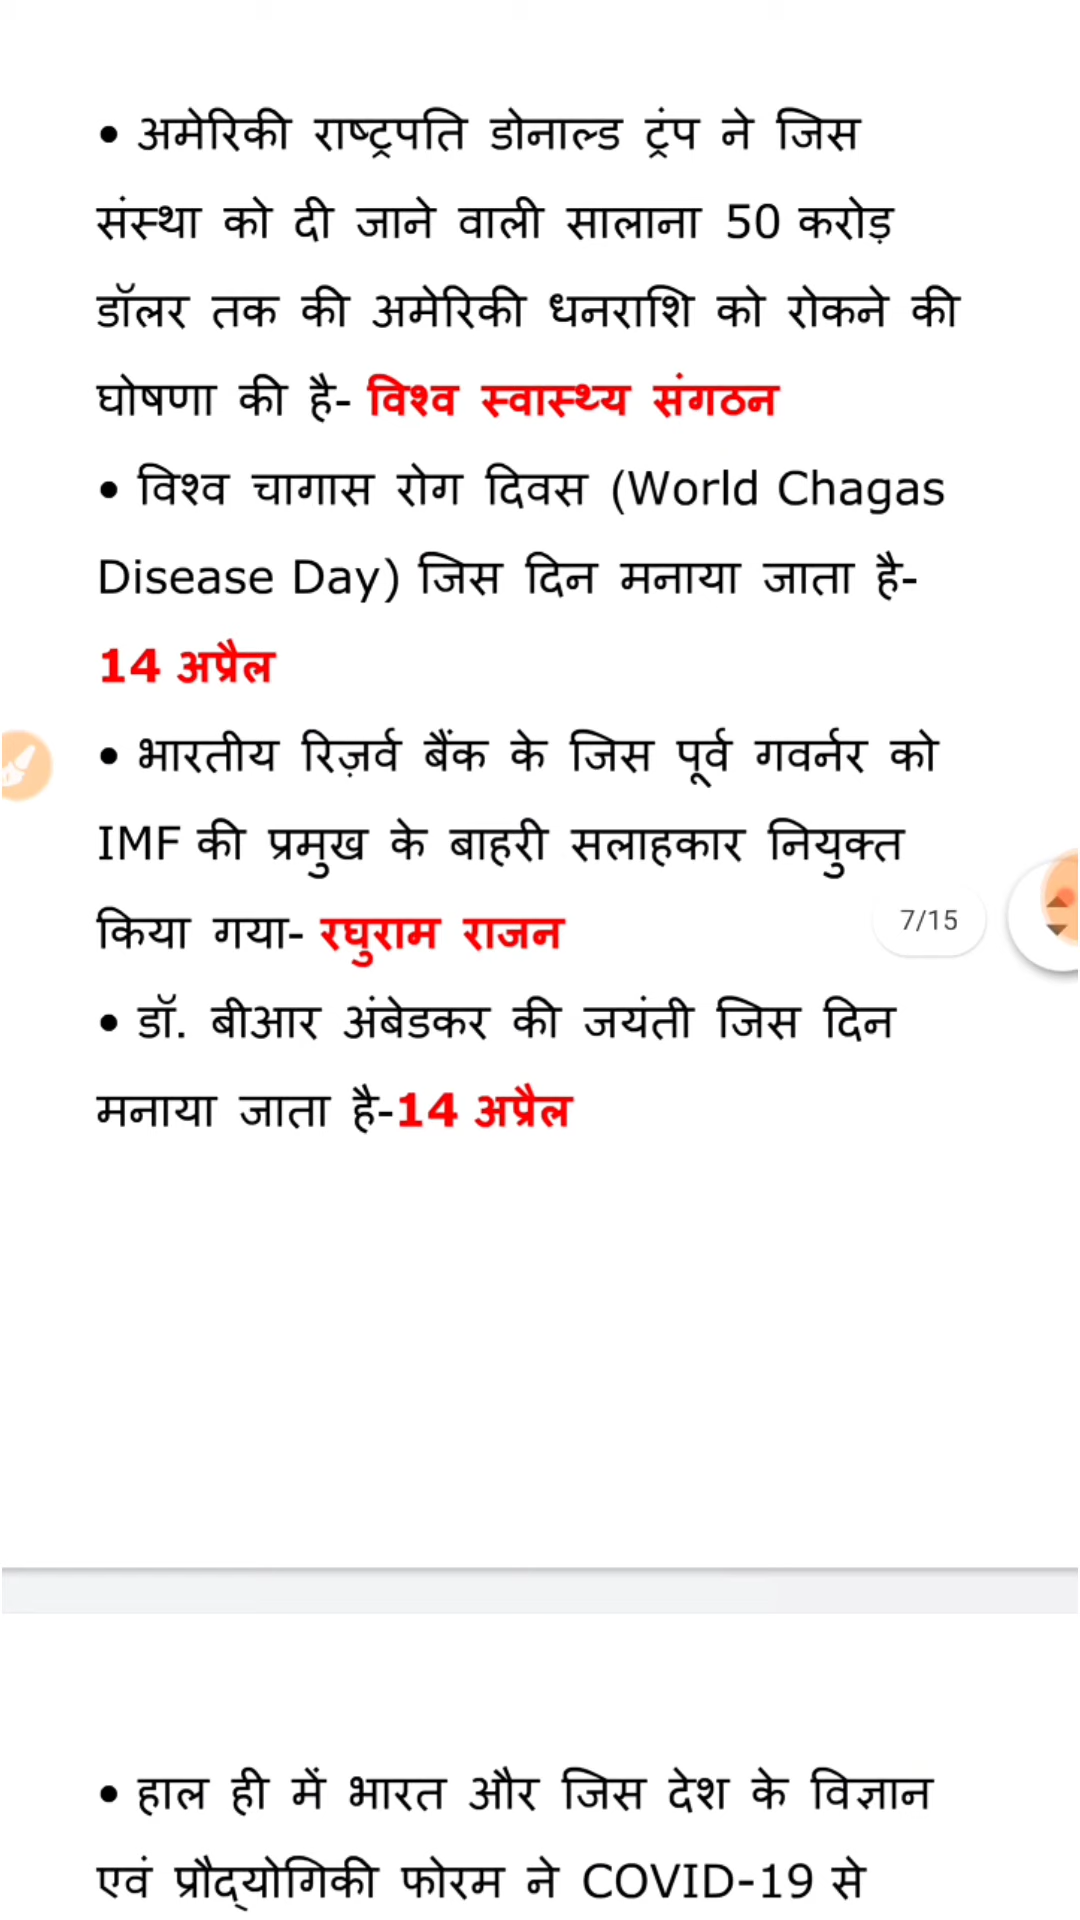 • अमेरिकी राष्ट्रपति डोनाल्ड ट्रंप ने जिस
संस्था को दी जाने वाली सालाना 50 करोड़
डॉलर तक की अमेरिकी धनराशि को रोकने की
घोषणा की है- विश्व स्वास्थ्य संगठन
• विश्व चागास रोग दिवस (World Chagas
Disease Day) जिस दिन मनाया जाता है-
14 अप्रैल
• भारतीय रिज़र्व बैंक के जिस पूर्व गवर्नर को
IMF की प्रमुख के बाहरी सलाहकार नियुक्त
किया गया- रघुराम राजन
7/15
• डॉ. बीआर अंबेडकर की जयंती जिस दिन
मनाया जाता है-14 अप्रैल
• हाल ही में भारत और जिस देश के विज्ञान
एवं प्रौद्योगिकी फोरम ने COVID-19 से